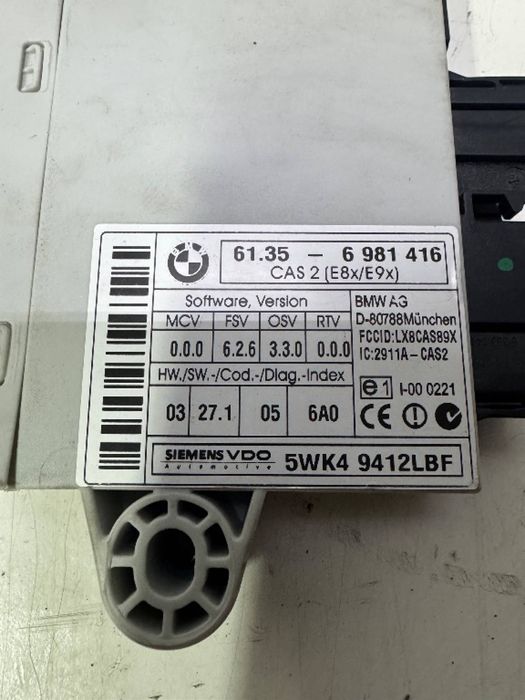 BMW
61.35 - 6 981 416
CAS 2 (E8x/E9x)
Software, Version
MCV FSV OSV RTV
0.0.0 6.2.6 3.3.0 0.0.0
HW./SW.-/Cod.-/Diag.-Index
03 27.1 05 6A0
BMW AG
D-80788München
FCCID:LX8CAS89X
IC:2911A-CAS2
e1 I-00 0221
CE
N
SIEMENS VDO
Automotive
5WK4 9412LBF